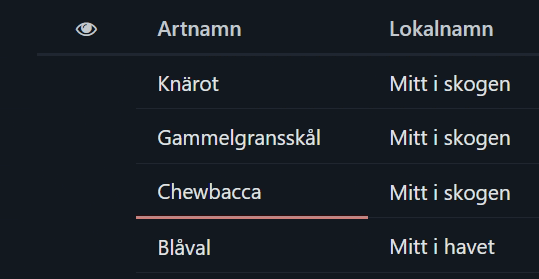 Artnamn Lokalnamn
Knärot Mitt i skogen
Gammelgransskål Mitt i skogen
Chewbacca Mitt i skogen
Blåval Mitt i havet